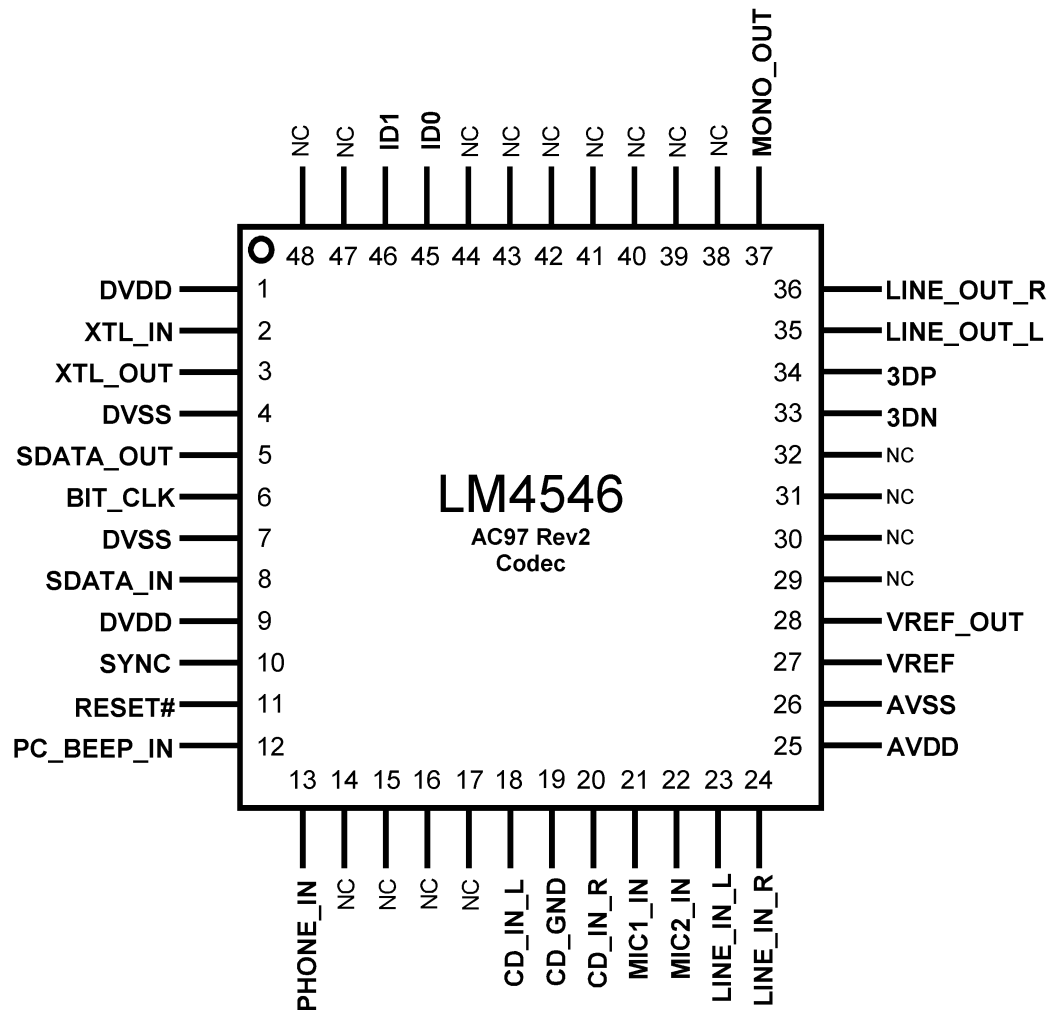 MONO_OUT
NC
NC
ID1
ID0
NC
NC
NC
NC
NC
NC
NC
48 47 46 45 44 43 42 41 40 39 38 37
DVDD 1 36 LINE_OUT_R
XTL_IN 2 35 LINE_OUT_L
XTL_OUT 3 34 3DP
DVSS 4 33 3DN
SDATA_OUT 5 32 NC
BIT_CLK 6 31 NC
DVSS 7 30 NC
SDATA_IN 8 29 NC
DVDD 9 28 VREF_OUT
SYNC 10 27 VREF
RESET# 11 26 AVSS
PC_BEEP_IN 12 25 AVDD
LM4546
AC97 Rev2
Codec
13 14 15 16 17 18 19 20 21 22 23 24
PHONE_IN
NC
NC
NC
NC
CD_IN_L
CD_GND
CD_IN_R
MIC1_IN
MIC2_IN
LINE_IN_L
LINE_IN_R